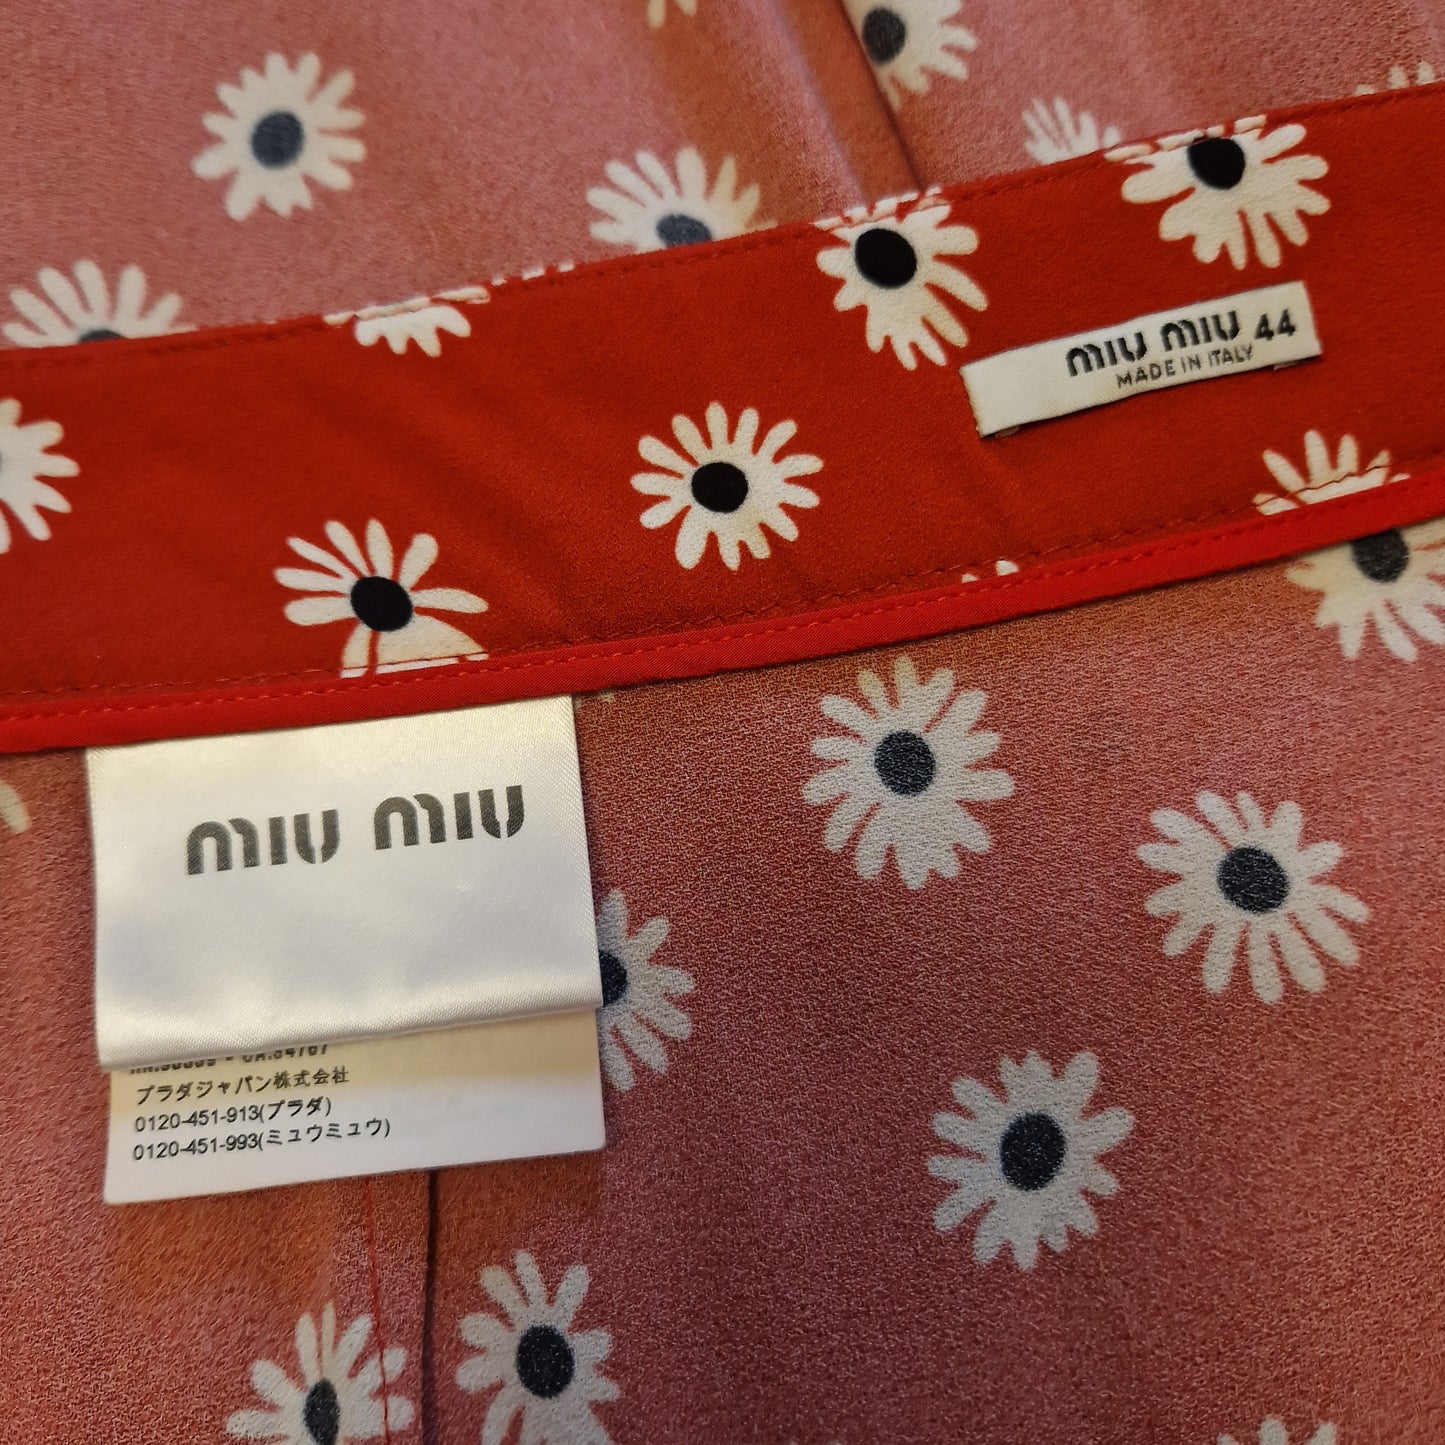 MIU MIU 44
MADE IN ITALY
MIU MIU
プラダジャパン株式会社
0120-451-913(プラダ)
0120-451-993(ミュウミュウ)